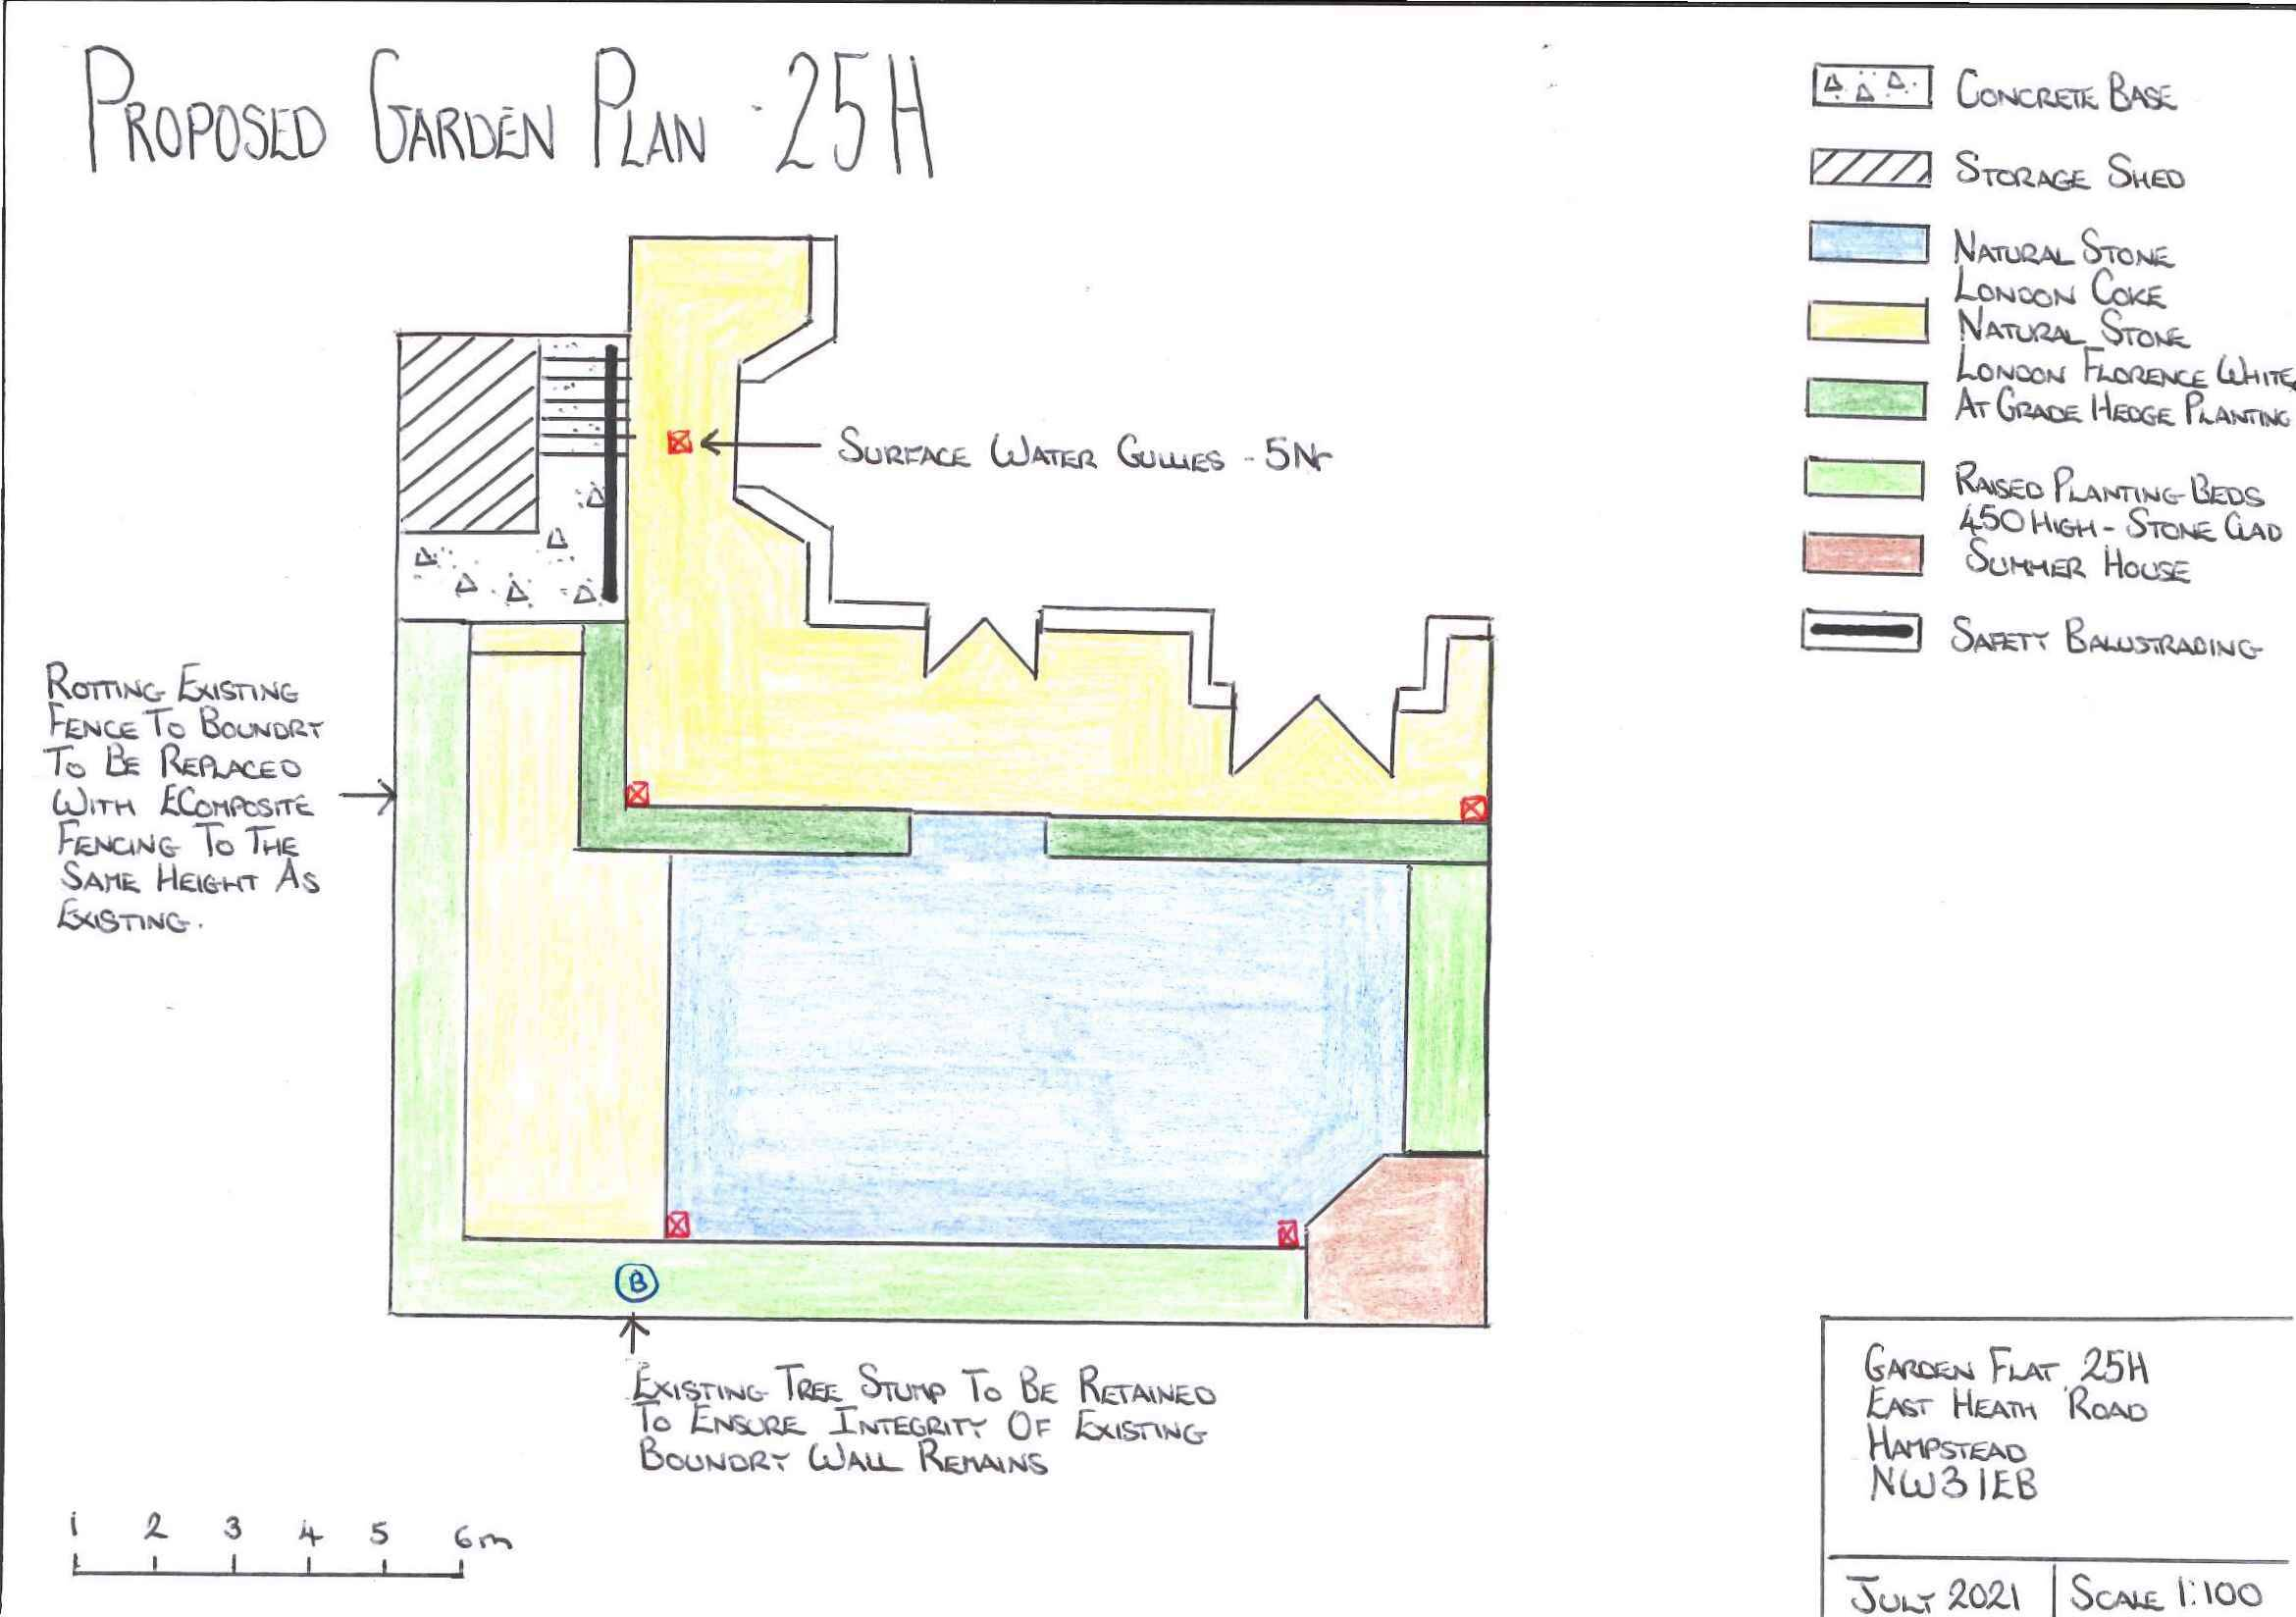 PROPOSED GARDEN PLAN - 25H
CONCRETE BASE
STORAGE SHED
NATURAL STONE
LONDON COKE
NATURAL STONE
LONDON FLORENCE WHITE
AT GRADE HEDGE PLANTING
RAISED PLANTING BEDS
450 HIGH - STONE CLAD
SUMMER HOUSE
SAFETY BALUSTRADING
SURFACE WATER GULLIES - 5Nr
ROTTING EXISTING
FENCE TO BOUNDRY
TO BE REPLACED
WITH ECOMPOSITE
FENCING TO THE
SAME HEIGHT AS
EXISTING.
B
EXISTING TREE STUMP TO BE RETAINED
TO ENSURE INTEGRITY OF EXISTING
BOUNDRY WALL REMAINS
1 2 3 4 5 6m
GARDEN FLAT 25H
EAST HEATH ROAD
HAMPSTEAD
NW3 1EB
JULY 2021
SCALE 1:100